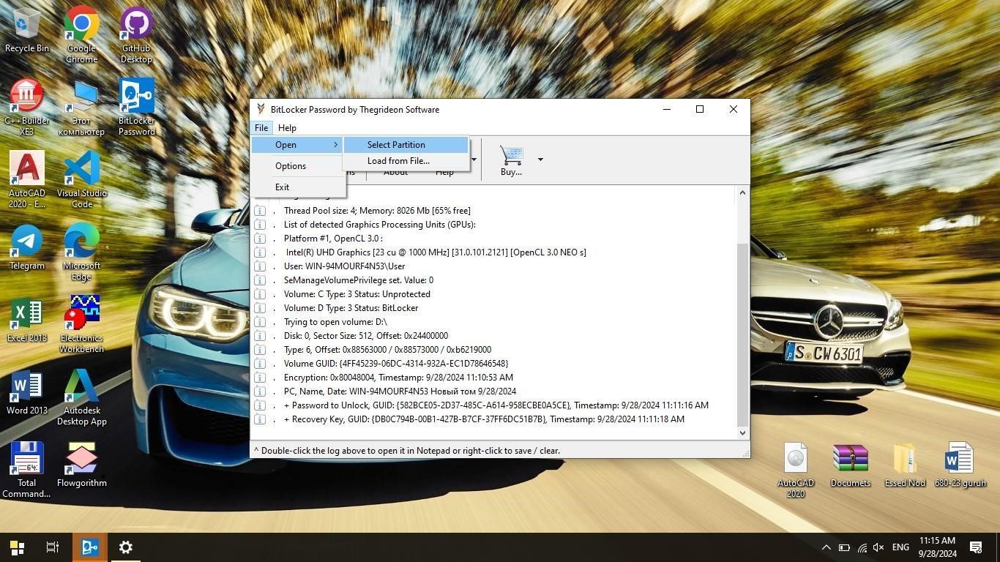 Recycle Bin
Google
Chrome
GitHub
Desktop
C++Builder
XE3
Этот
компьютер
BitLocker
Password
AutoCAD
2020 - E...
Visual Studio
Code
Telegram
Microsoft
Edge
Excel 2013
Electronics
Workbench
Word 2013
Autodesk
Desktop App
64:
Total
Command...
Flowgorithm
BitLocker Password by Thegrideon Software
File Help
Open
Options
Exit
Select Partition
Load from File...
About Help Buy...
. Thread Pool size: 4; Memory: 8026 Mb [65% free]
. List of detected Graphics Processing Units (GPUs):
. Platform #1, OpenCL 3.0 :
. Intel(R) UHD Graphics [23 cu @ 1000 MHz] [31.0.101.2121] [OpenCL 3.0 NEO s]
. User: WIN-94MOURF4N53\User
. SeManageVolumePrivilege set. Value: 0
. Volume: C Type: 3 Status: Unprotected
. Volume: D Type: 3 Status: BitLocker
. Trying to open volume: D:\
. Disk: 0, Sector Size: 512, Offset: 0x24400000
. Type: 6, Offset: 0x88563000 / 0x88573000 / 0xb6219000
. Volume GUID: {4FF45239-06DC-4314-932A-EC1D78646548}
. Encryption: 0x80048004, Timestamp: 9/28/2024 11:10:53 AM
. PC, Name, Date: WIN-94MOURF4N53 Новый том 9/28/2024
. + Password to Unlock, GUID: {582BCE05-2D37-485C-A614-958ECBE0A5CE}, Timestamp: 9/28/2024 11:11:16 AM
. + Recovery Key, GUID: {DB0C794B-00B1-427B-B7CF-37FF6DC51B7B}, Timestamp: 9/28/2024 11:11:18 AM
^ Double-click the log above to open it in Notepad or right-click to save / clear.
S CW 6301
AutoCAD
2020
Documets
Essed Nod
680-23 guruh
ENG
11:15 AM
9/28/2024